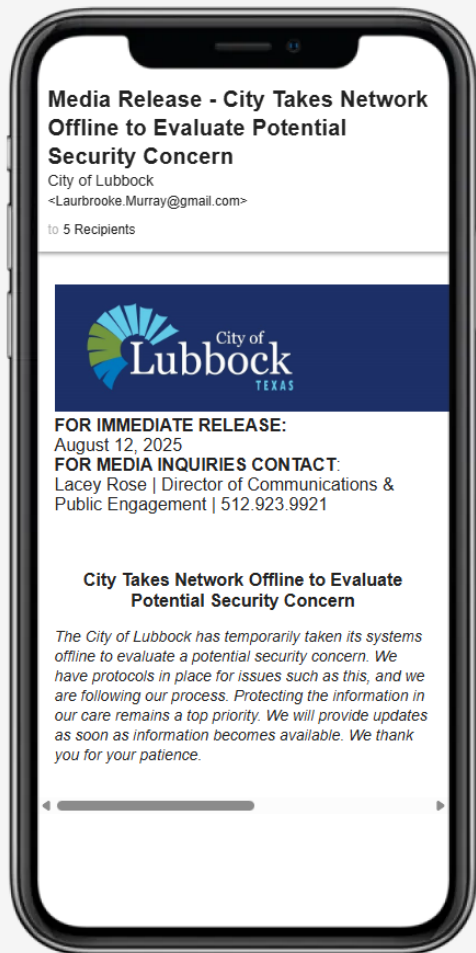 Media Release - City Takes Network
Offline to Evaluate Potential
Security Concern
City of Lubbock
<Laurbrooke.Murray@gmail.com>
to 5 Recipients
City of
Lubbock
TEXAS
FOR IMMEDIATE RELEASE:
August 12, 2025
FOR MEDIA INQUIRIES CONTACT:
Lacey Rose | Director of Communications &
Public Engagement | 512.923.9921
City Takes Network Offline to Evaluate
Potential Security Concern
The City of Lubbock has temporarily taken its systems
offline to evaluate a potential security concern. We
have protocols in place for issues such as this, and we
are following our process. Protecting the information in
our care remains a top priority. We will provide updates
as soon as information becomes available. We thank
you for your patience.